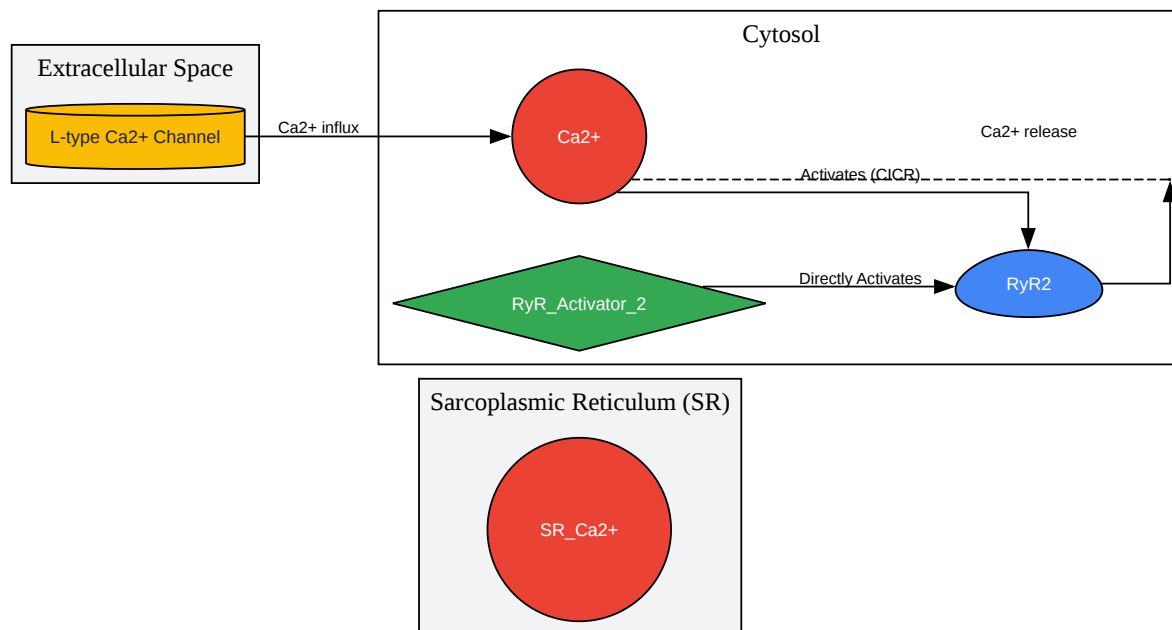 Cytosol
Extracellular Space
L-type Ca2+ Channel
Ca2+ influx
Ca2+
Ca2+ release
Activates (CICR)
RyR_Activator_2
Directly Activates
RyR2
Sarcoplasmic Reticulum (SR)
SR_Ca2+